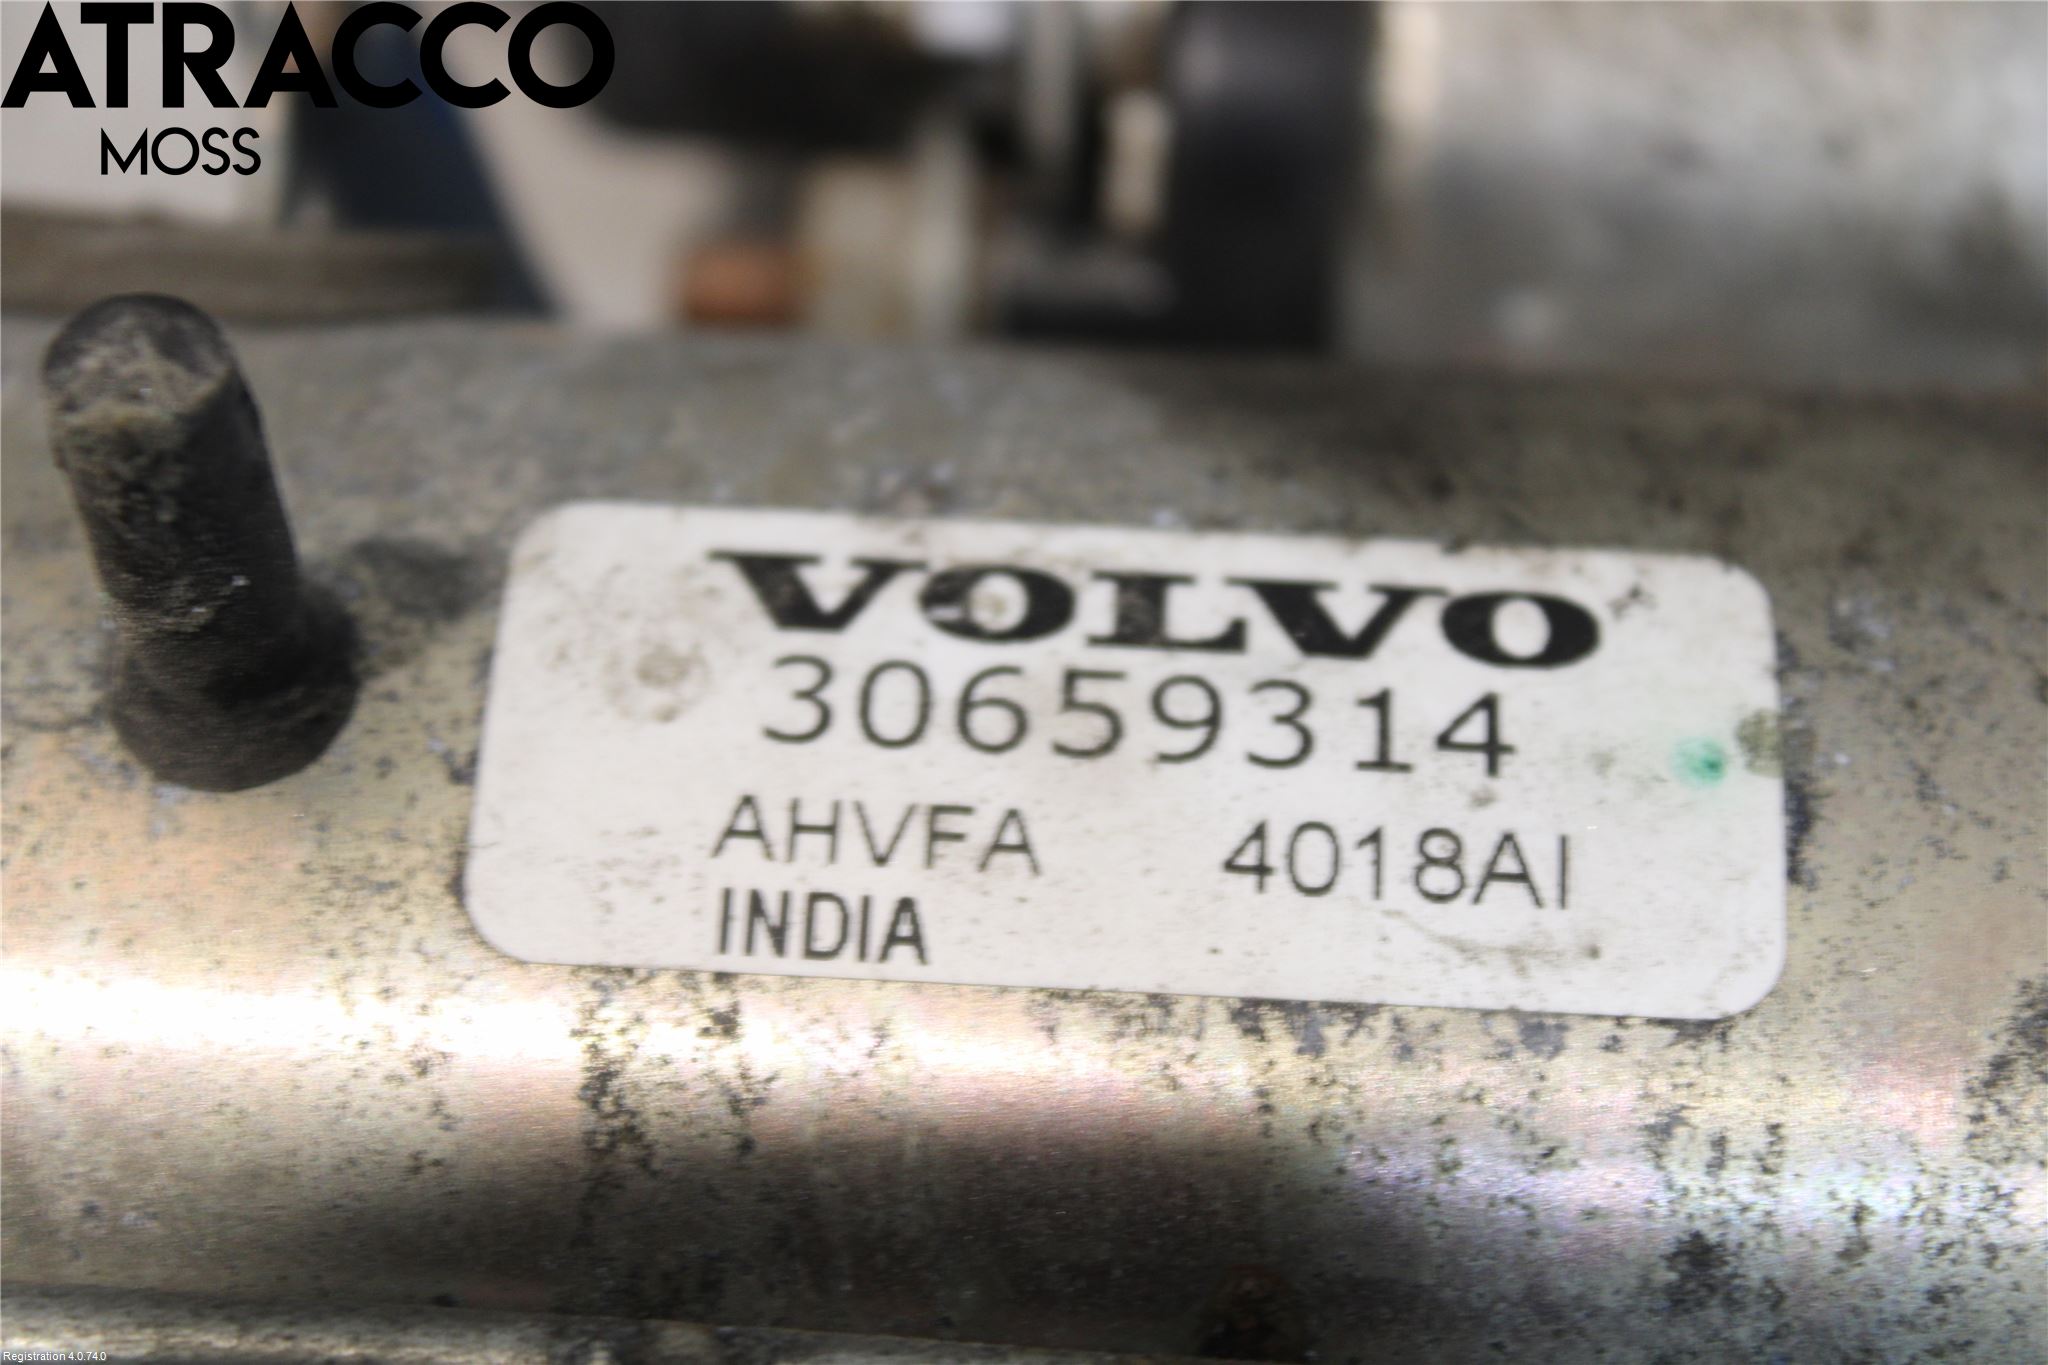 ATRACCO
MOSS
VOLVO
30659314
AHVFA 4018AI
INDIA
Registration 4.0.74.0